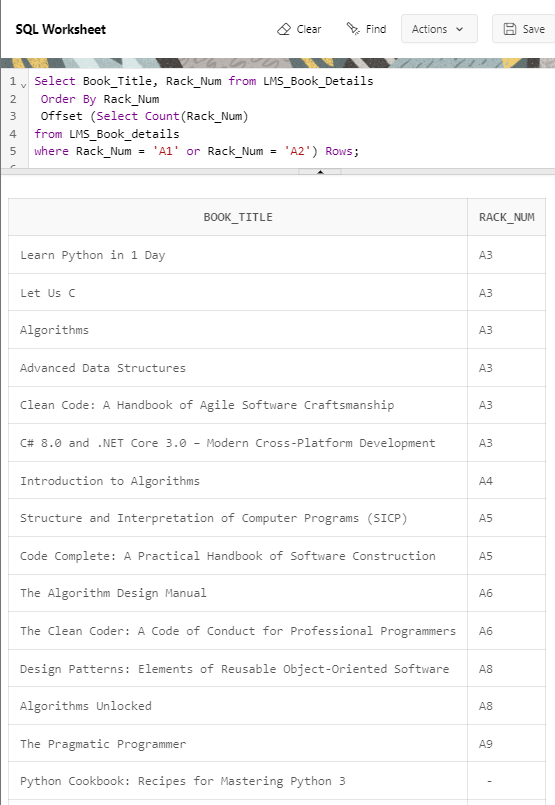 SQL Worksheet
Clear
Find
Actions
Save
1 Select Book_Title, Rack_Num from LMS_Book_Details
2 Order By Rack_Num
3 Offset (Select Count(Rack_Num)
4 from LMS_Book_details
5 where Rack_Num = 'A1' or Rack_Num = 'A2') Rows;
BOOK_TITLE RACK_NUM
Learn Python in 1 Day A3
Let Us C A3
Algorithms A3
Advanced Data Structures A3
Clean Code: A Handbook of Agile Software Craftsmanship A3
C# 8.0 and .NET Core 3.0 – Modern Cross-Platform Development A3
Introduction to Algorithms A4
Structure and Interpretation of Computer Programs (SICP) A5
Code Complete: A Practical Handbook of Software Construction A5
The Algorithm Design Manual A6
The Clean Coder: A Code of Conduct for Professional Programmers A6
Design Patterns: Elements of Reusable Object-Oriented Software A8
Algorithms Unlocked A8
The Pragmatic Programmer A9
Python Cookbook: Recipes for Mastering Python 3 -